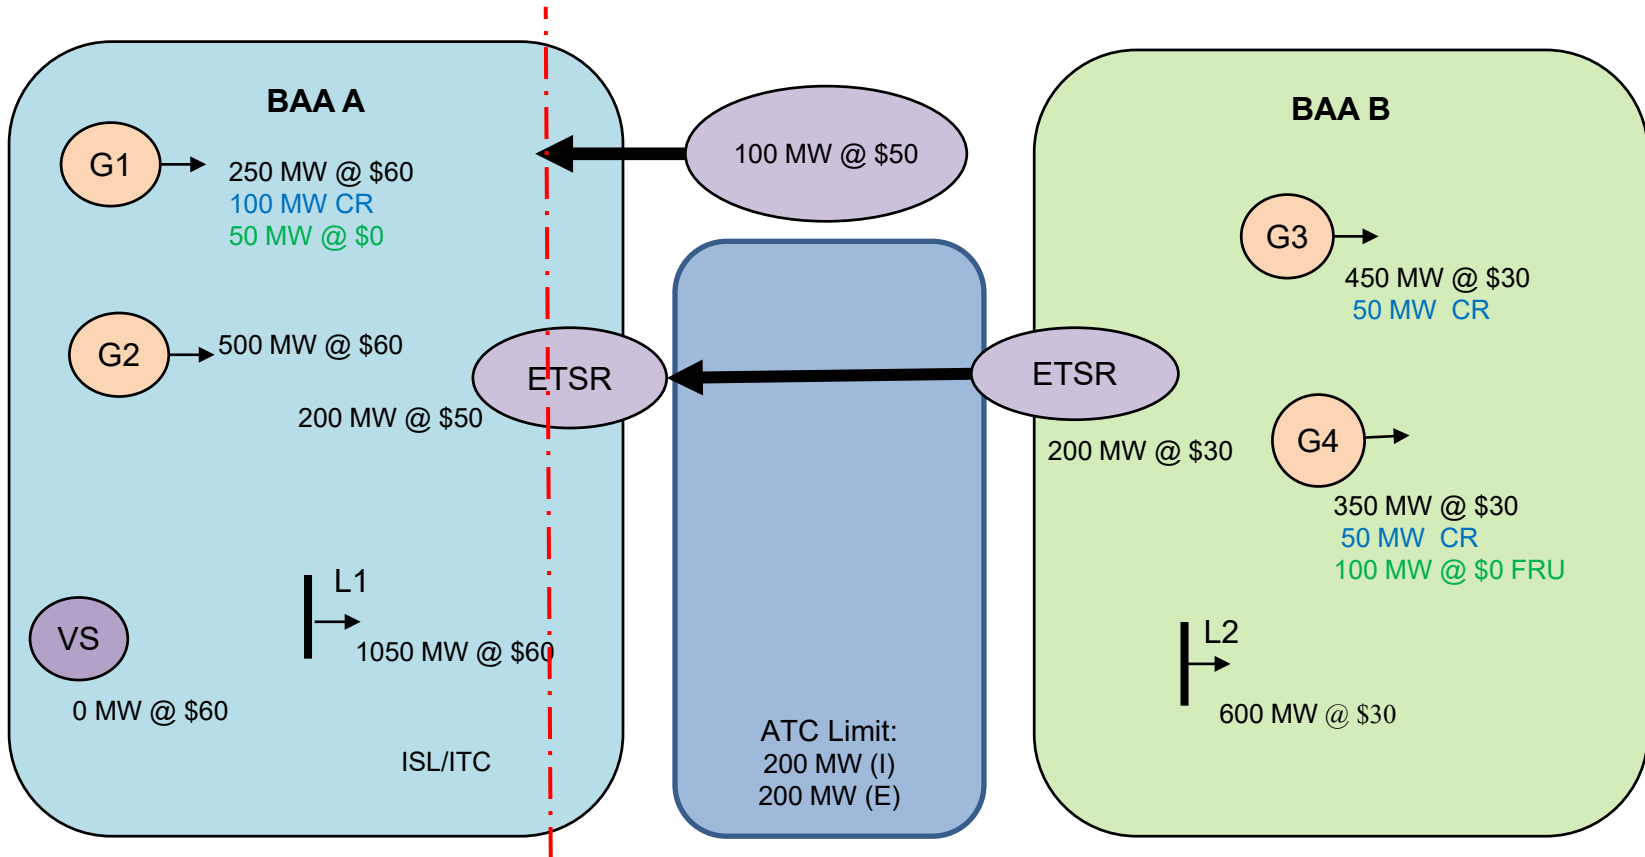 BAA A
G1
250 MW @ $60
100 MW CR
50 MW @ $0
G2
500 MW @ $60
ETSR
200 MW @ $50
L1
1050 MW @ $60
VS
0 MW @ $60
ISL/ITC
100 MW @ $50
ATC Limit:
200 MW (I)
200 MW (E)
BAA B
G3
450 MW @ $30
50 MW CR
ETSR
200 MW @ $30
G4
350 MW @ $30
50 MW CR
100 MW @ $0 FRU
L2
600 MW @ $30